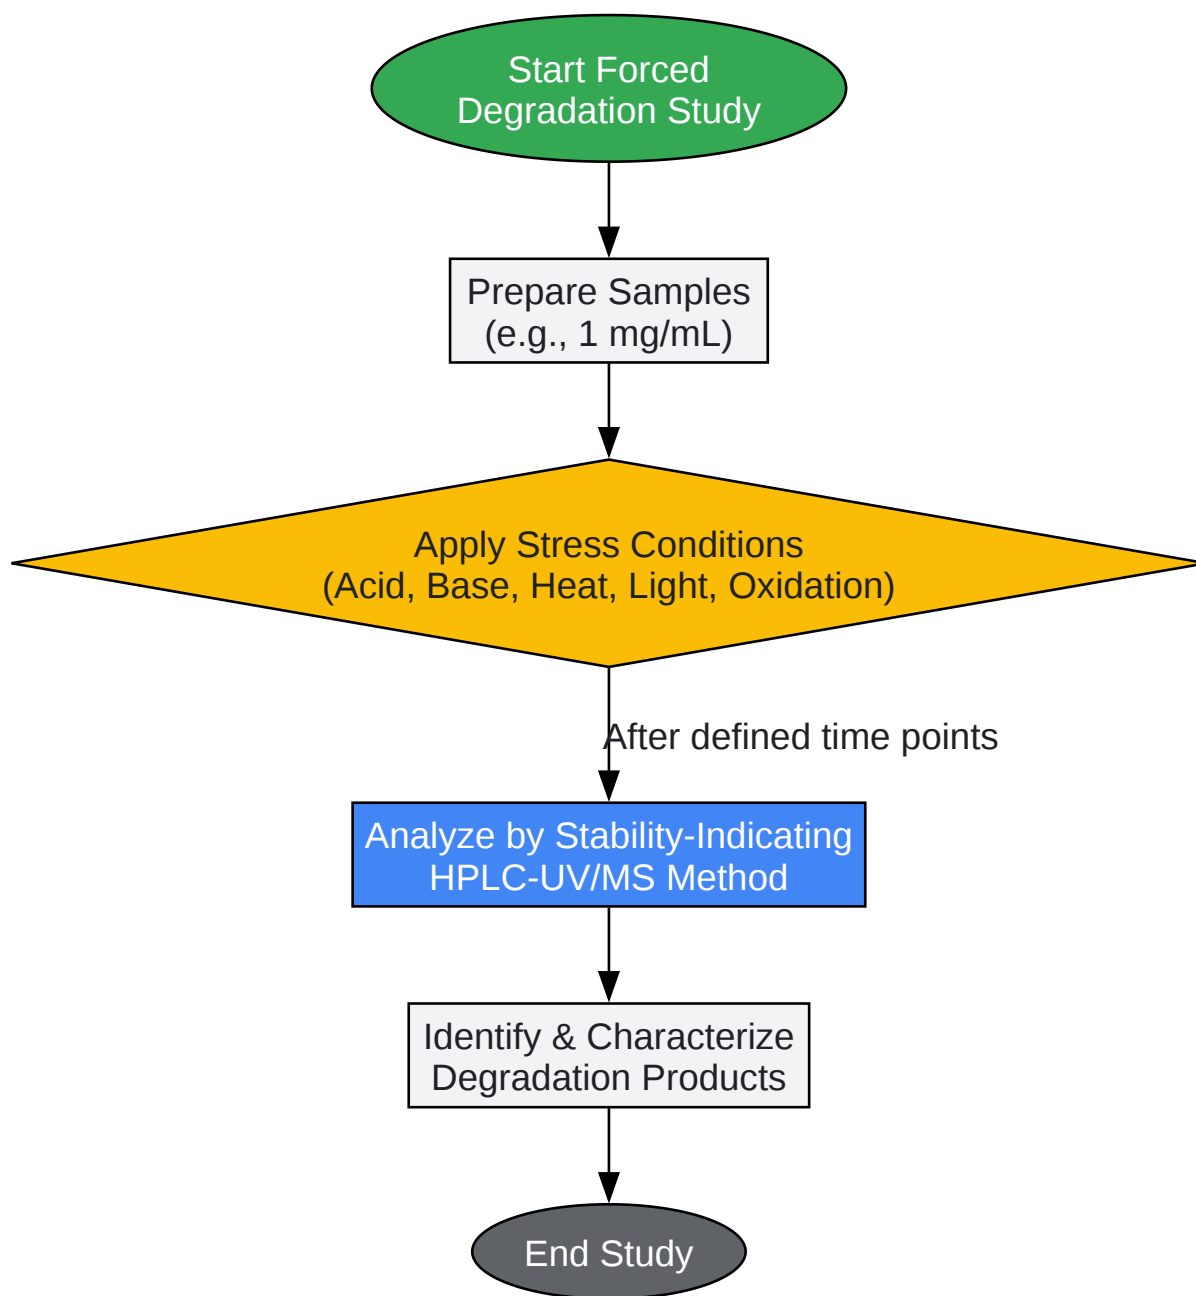 Start Forced
Degradation Study
Prepare Samples
(e.g., 1 mg/mL)
Apply Stress Conditions
(Acid, Base, Heat, Light, Oxidation)
After defined time points
Analyze by Stability-Indicating
HPLC-UV/MS Method
Identify & Characterize
Degradation Products
End Study